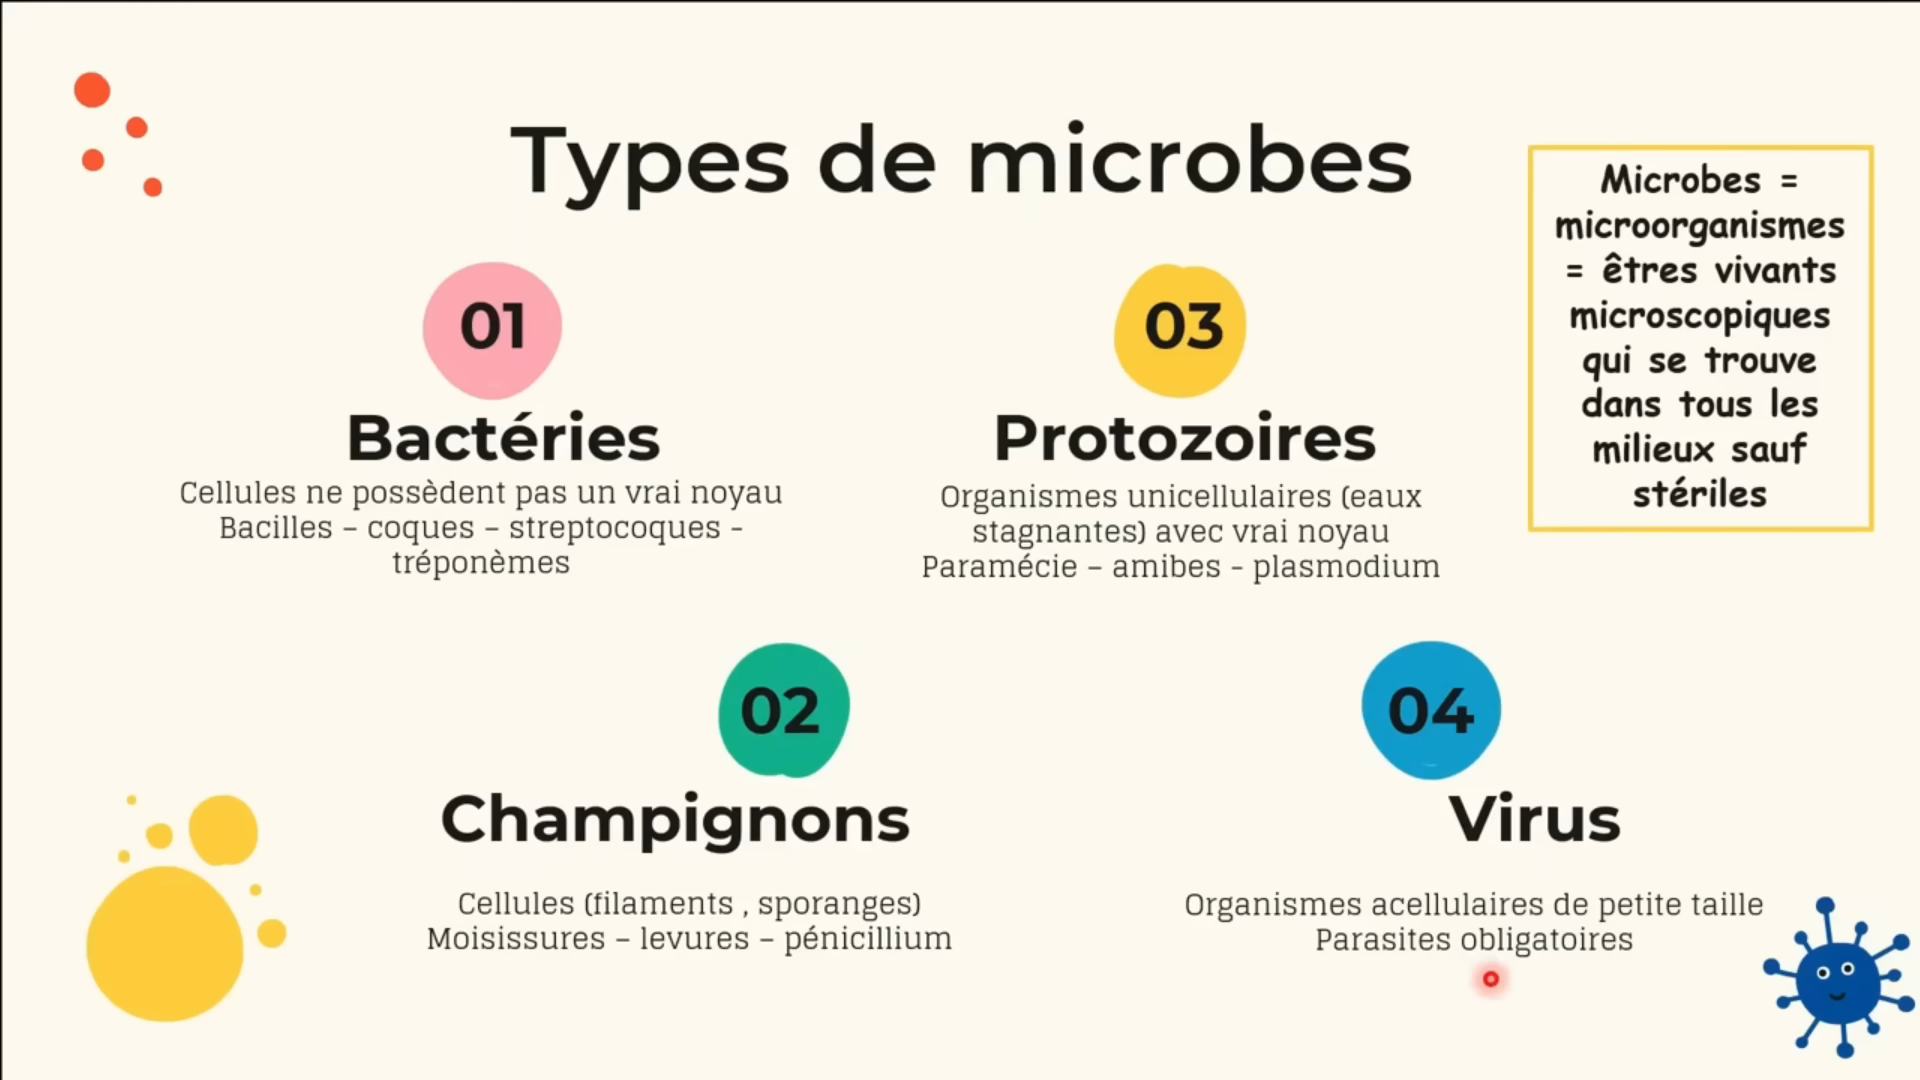 Types de microbes
01
Bactéries
Cellules ne possèdent pas un vrai noyau
Bacilles – coques – streptocoques -
tréponèmes
02
Champignons
Cellules (filaments , sporanges)
Moisissures – levures – pénicillium
03
Protozoires
Organismes unicellulaires (eaux
stagnantes) avec vrai noyau
Paramécie – amibes - plasmodium
04
Virus
Organismes acellulaires de petite taille
Parasites obligatoires
Microbes =
microorganismes
= êtres vivants
microscopiques
qui se trouve
dans tous les
milieux sauf
stériles